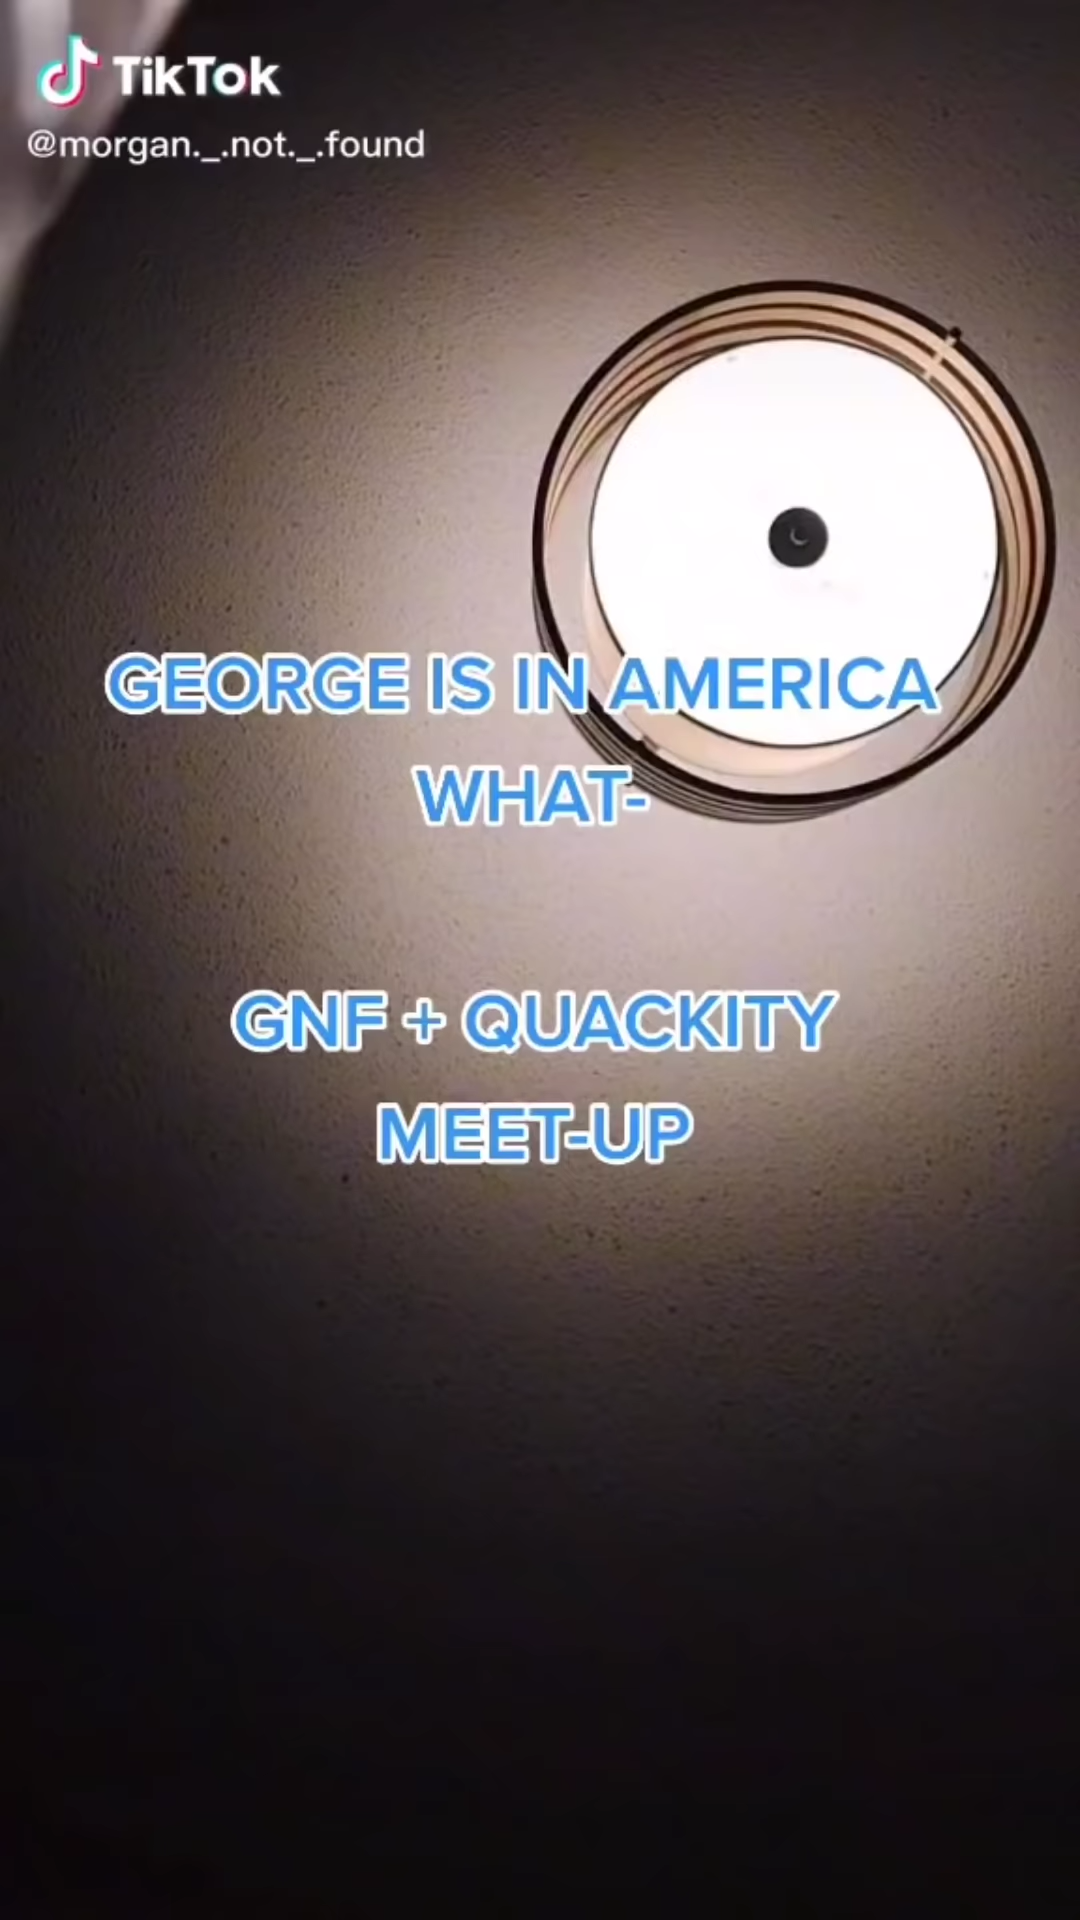 TikTok
@morgan._.not._.found
GEORGE IS IN AMERICA
WHAT-
GNF + QUACKITY
MEET-UP